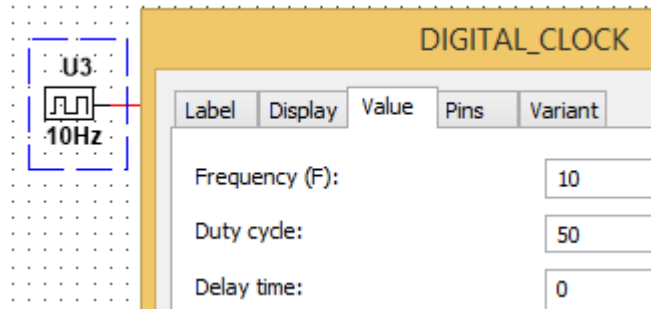 DIGITAL_CLOCK
U3
10Hz
Label Display Value Pins Variant
Frequency (F): 10
Duty cycle: 50
Delay time: 0